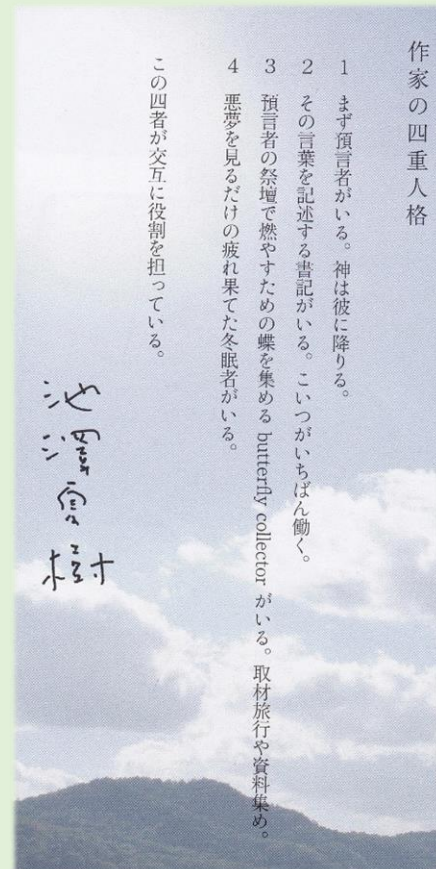 作家の四重人格
1 まず預言者がいる。神は彼に降りる。
2 その言葉を記述する書記がいる。こいつがいちばん働く。
3 預言者の祭壇で燃やすための蝶を集める butterfly collector がいる。取材旅行や資料集め。
4 悪夢を見るだけの疲れ果てた冬眠者がいる。
この四者が交互に役割を担っている。
池澤夏樹